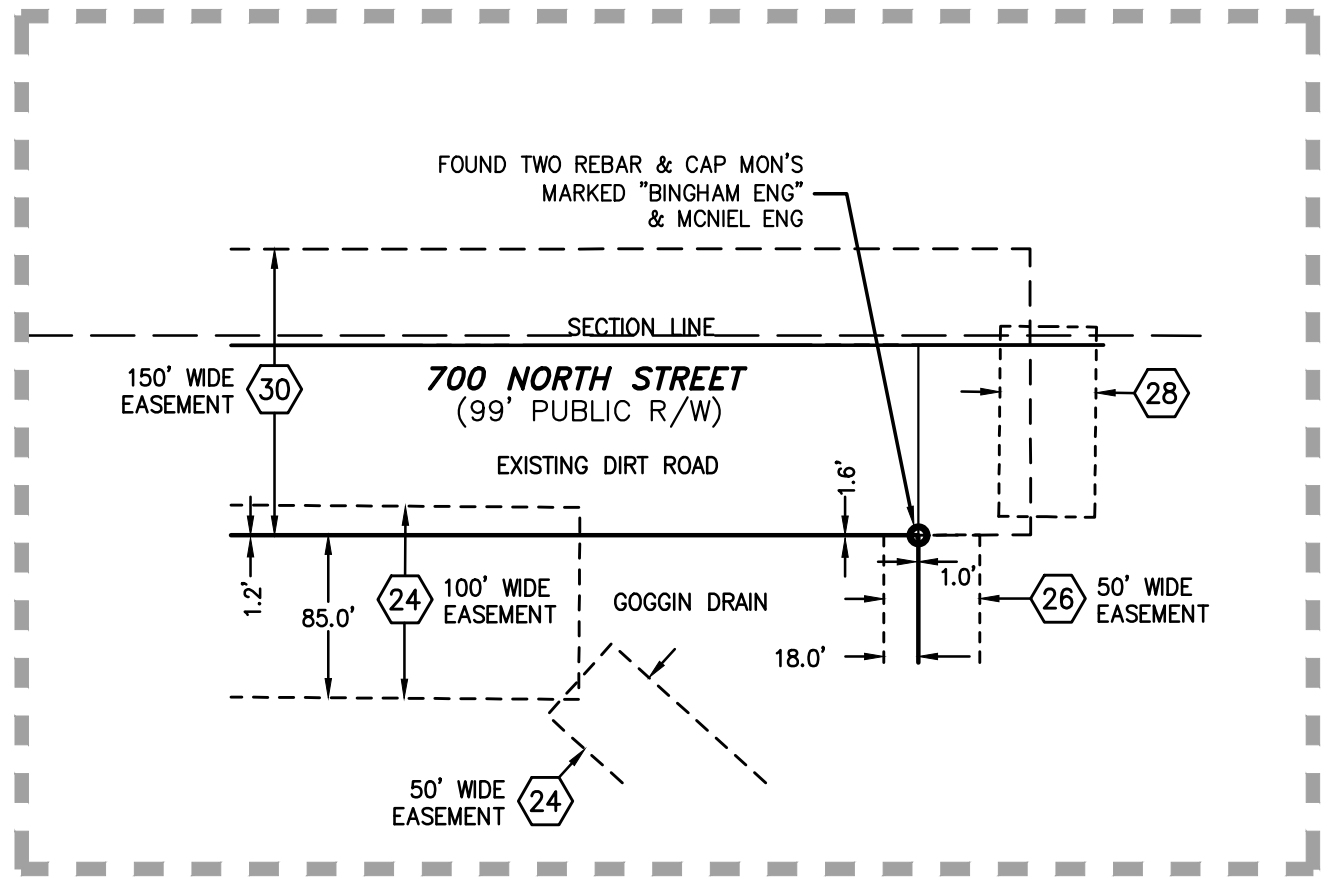 FOUND TWO REBAR & CAP MON'S
MARKED "BINGHAM ENG"
& MCNIEL ENG
SECTION LINE
150' WIDE
EASEMENT
30
700 NORTH STREET
(99' PUBLIC R/W)
28
EXISTING DIRT ROAD
1.6'
1.2'
85.0'
24
100' WIDE
EASEMENT
GOGGIN DRAIN
1.0'
26
50' WIDE
EASEMENT
18.0'
50' WIDE
EASEMENT
24